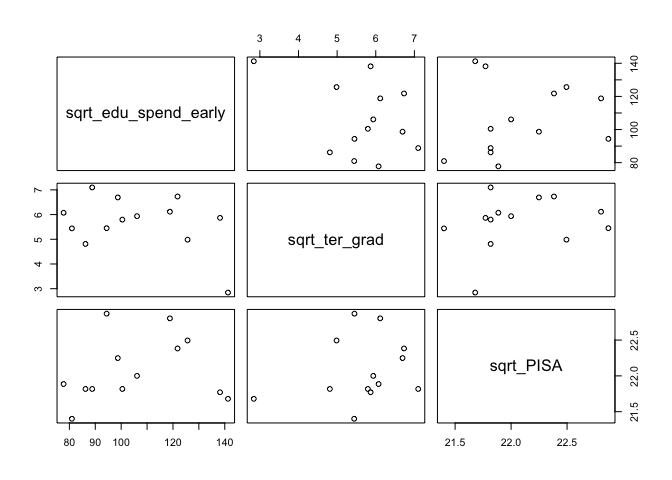 3 4 5 6 7
sqrt_edu_spend_early
80 100 120 140
3 4 5 6 7
sqrt_ter_grad
sqrt_PISA
21.5 22.0 22.5
80 90 100 120 140
21.5 22.0 22.5